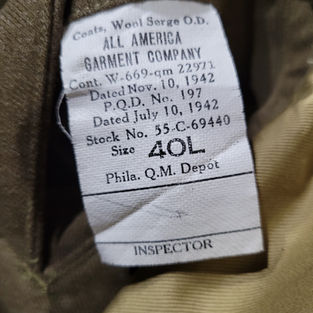 Coats, Wool Serge O.D.
ALL AMERICA
GARMENT COMPANY
Cont. W-669-qm 22971
Dated Nov. 10, 1942
P.Q.D. No. 197
Dated July 10, 1942
Stock No. 55-C-69440
Size 40L
Phila. Q.M. Depot
INSPECTOR